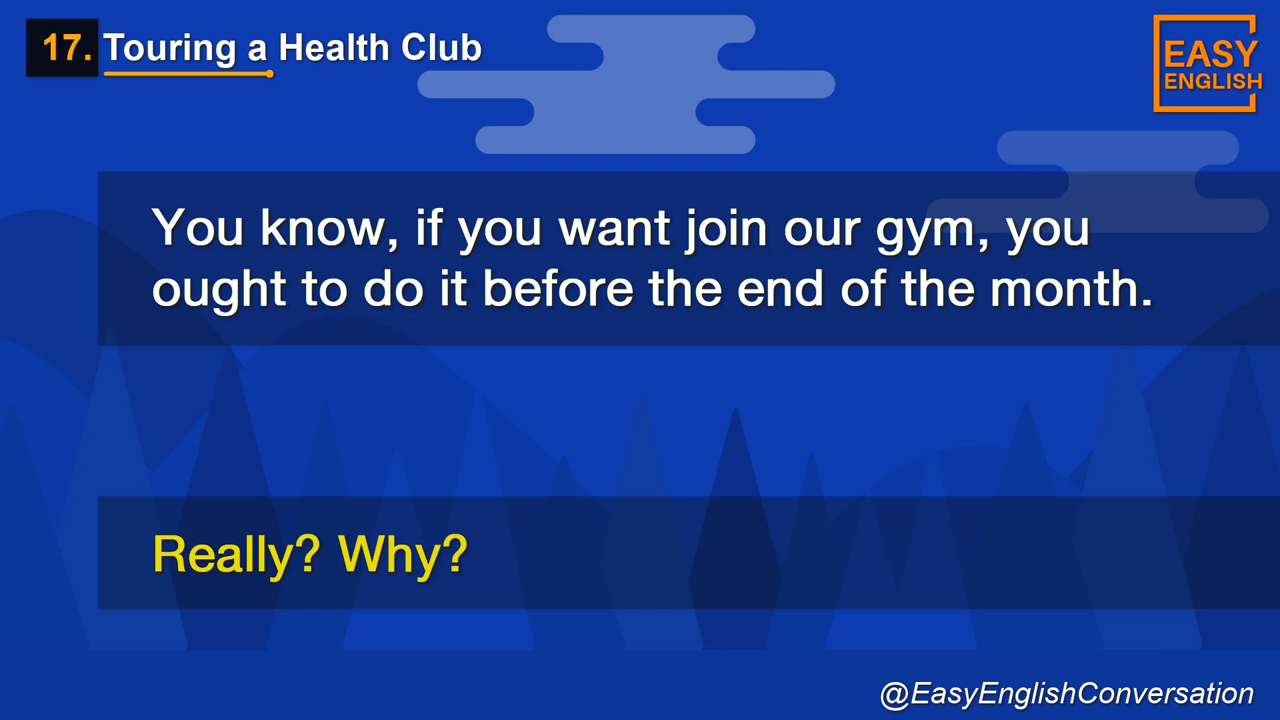 17. Touring a Health Club
EASY
ENGLISH
You know, if you want join our gym, you
ought to do it before the end of the month.
Really? Why?
@EasyEnglishConversation